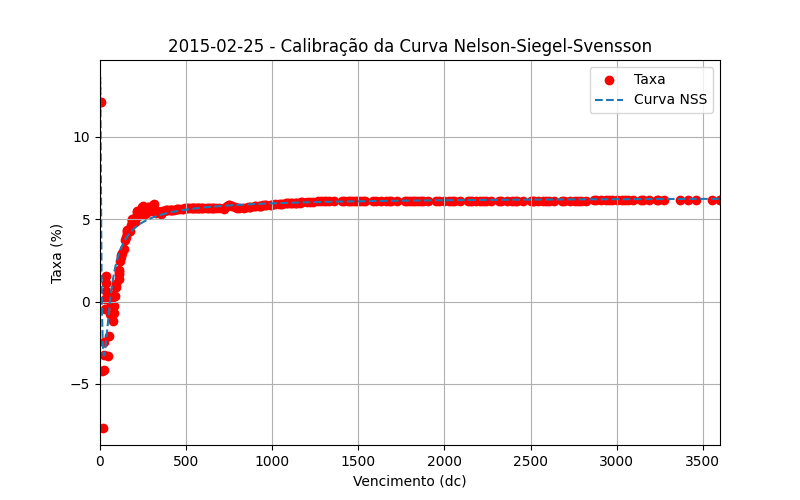 2015-02-25 - Calibração da Curva Nelson-Siegel-Svensson
Taxa
Curva NSS
Taxa (%)
10
5
0
−5
0 500 1000 1500 2000 2500 3000 3500
Vencimento (dc)